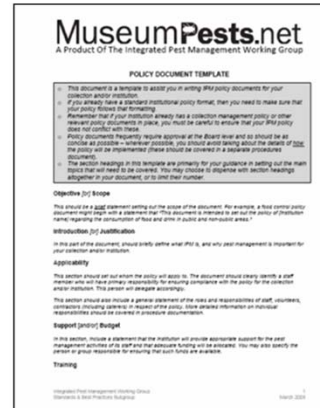 MuseumPests.net
A Product Of The Integrated Pest Management Working Group
POLICY DOCUMENT TEMPLATE
o This document is a template to assist you in writing IPM policy documents for your
collection and/or institution.
o If you already have a standard institutional policy format, then you need to make sure that
your policy follows that formatting.
o Remember that if your institution already has a collection management policy or other
relevant policy documents in place, you must be careful to ensure that your IPM policy
does not conflict with these.
o Policy documents frequently require approval at the Board level and so should be as
concise as possible – wherever possible, you should avoid talking about the details of how
the policy will be implemented (these should be covered in a separate procedures
document).
o The section headings in this template are primarily for your guidance in setting out the main
topics that will need to be covered. You may choose to dispense with section headings
altogether in your document, or to limit their number.
Objective [or] Scope
This should be a brief statement setting out the scope of the document. For example, a food control policy
document might begin with a statement that "This document is intended to set out the policy of [institution
name] regarding the consumption of food and drink in public and non-public areas."
Introduction [or] Justification
In this part of the document, should briefly define what IPM is, and why pest management is important for
your collection and/or institution.
Applicability
This section should set out whom the policy will apply to. The document should clearly identify a staff
member who will have primary responsibility for ensuring compliance with the policy for the collection
and/or institution. This person will delegate accordingly.
This section should also include a general statement of the roles and responsibilities of staff, volunteers,
contractors (including caterers) in respect of the policy. More detailed information on individual
responsibilities should be covered in procedure documentation.
Support [and/or] Budget
In this section, include a statement that the institution will provide appropriate support for the pest
management activities of its staff and that adequate funding will be allocated. You may also specify the
person or group responsible for ensuring that such funds are available.
Training
Integrated Pest Management Working Group 1
Standards & Best Practices Subgroup March 2009